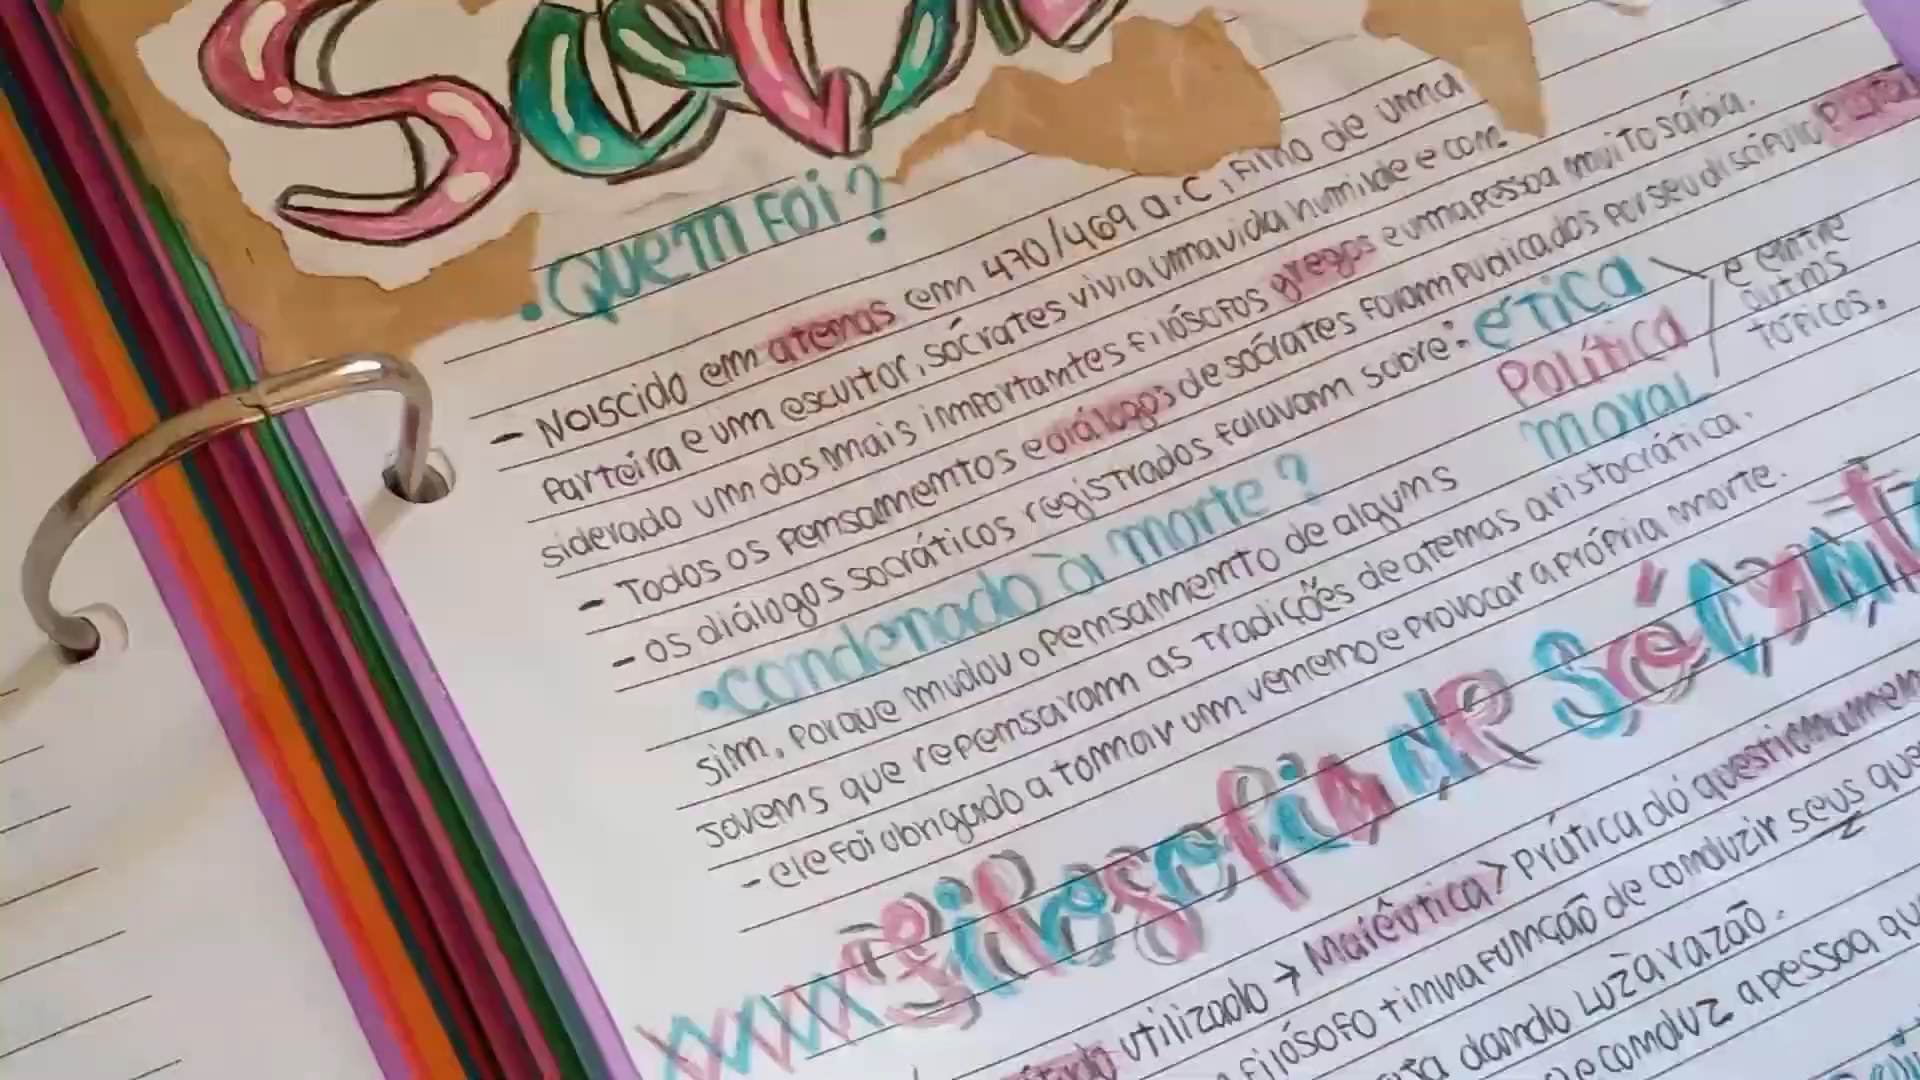 • Quem foi?
- Nascido em atenas em 470/469 a.C, filho de uma
parteira e um escultor, sócrates vivia uma vida humilde e con-
siderado um dos mais importantes filósofos gregos e uma pessoa muito sábia.
- Todos os pensamentos e diálogos de sócrates foram publicados por seu discípulo
- os diálogos socráticos registrados falavam sobre: ética
Política
moral
e entre
outros
tópicos.
• condenado à morte?
sim, porque mudou o pensamento de alguns
jovens que repensaram as tradições de atenas aristocrática.
- ele foi obrigado a tomar um veneno e provocar a própria morte.
Filosofia de
utilizado → Maiêutica > prática do
filósofo tinha função de conduzir seus
dando luz à razão.
conduz a pessoa